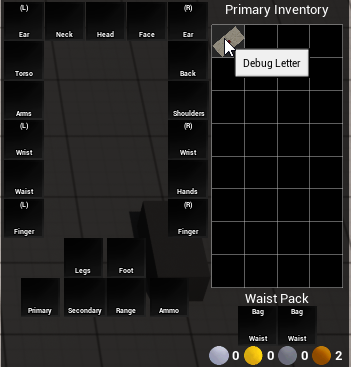 (L) (R) Primary Inventory
Ear Neck Head Face Ear
Debug Letter
Torso Back
Arms Shoulders
(L) (R)
Wrist Wrist
Waist Hands
(L) (R)
Finger Finger
Legs Foot
Waist Pack
Primary Secondary Range Ammo Bag Bag
Waist Waist
0 0 0 2